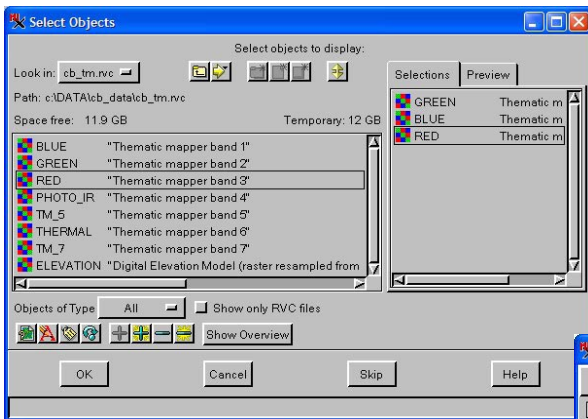 Select Objects
Select objects to display:
Look in: cb_tm.rvc
Path: c:\DATA\cb_data\cb_tm.rvc
Space free: 11.9 GB Temporary: 12 GB
BLUE "Thematic mapper band 1"
GREEN "Thematic mapper band 2"
RED "Thematic mapper band 3"
PHOTO_IR "Thematic mapper band 4"
TM_5 "Thematic mapper band 5"
THERMAL "Thematic mapper band 6"
TM_7 "Thematic mapper band 7"
ELEVATION "Digital Elevation Model (raster resampled from
Selections Preview
GREEN Thematic m
BLUE Thematic m
RED Thematic m
Objects of Type All Show only RVC files
Show Overview
OK Cancel Skip Help